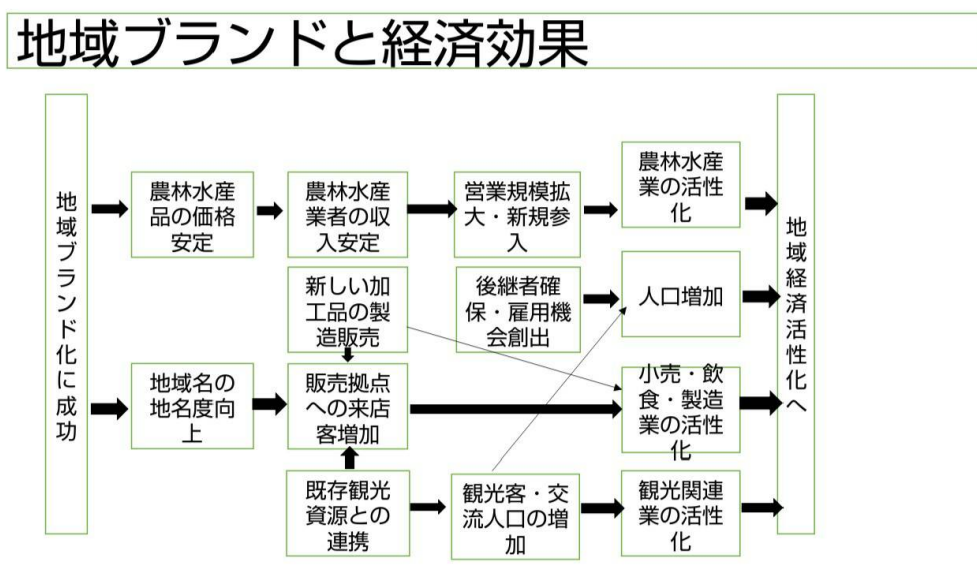 地域ブランドと経済効果
地域ブランド化に成功
農林水産
品の価格
安定
農林水産
業者の収
入安定
営業規模拡
大・新規参
入
農林水産
業の活性
化
新しい加
工品の製
造販売
後継者確
保・雇用機
会創出
人口増加
地域名の
地名度向
上
販売拠点
への来店
客増加
小売・飲
食・製造
業の活性
化
既存観光
資源との
連携
観光客・交
流人口の増
加
観光関連
業の活性
化
地域経済活性化へ